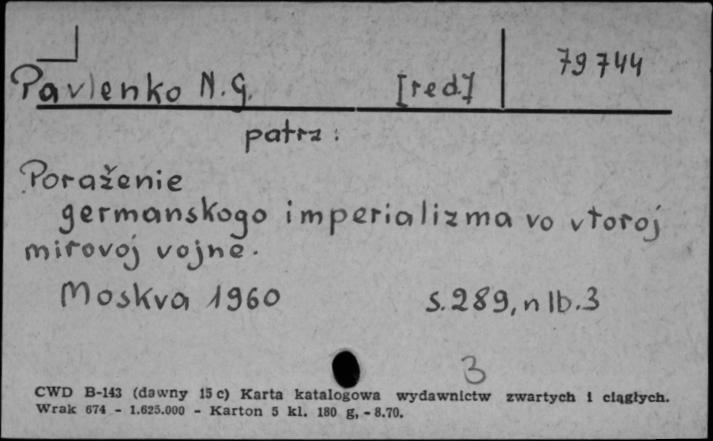 Pavlenko N.G. [red.] 79744
patrz:
Poraženie
germanskogo imperializma vo vtoroj
mirovoj vojne.
Moskva 1960 s. 289, nlb. 3
3
CWD B-143 (dawny 15 c) Karta katalogowa wydawnictw zwartych i ciągłych.
Wrak 674 - 1.625.000 - Karton 5 kl. 180 g, - 8.70.